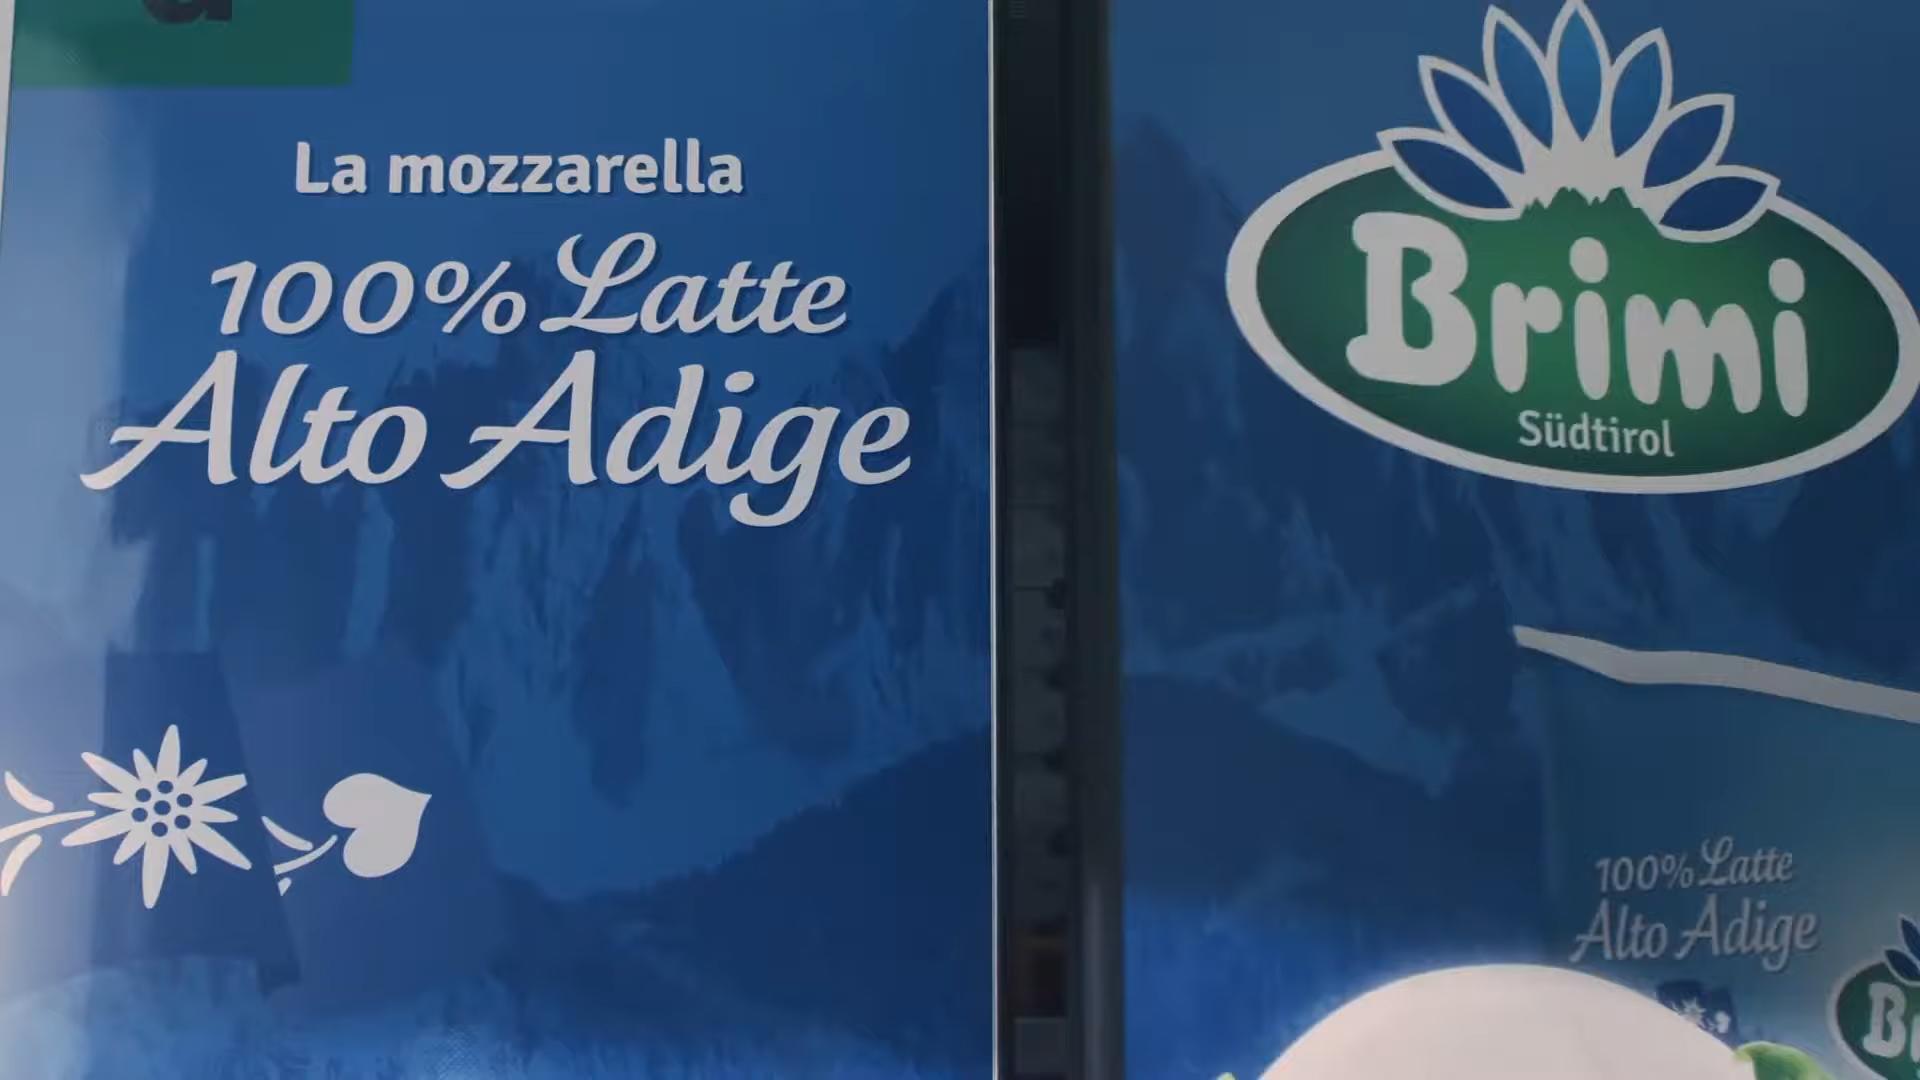 La mozzarella
100% Latte
Alto Adige
Brimi
Südtirol
100% Latte
Alto Adige